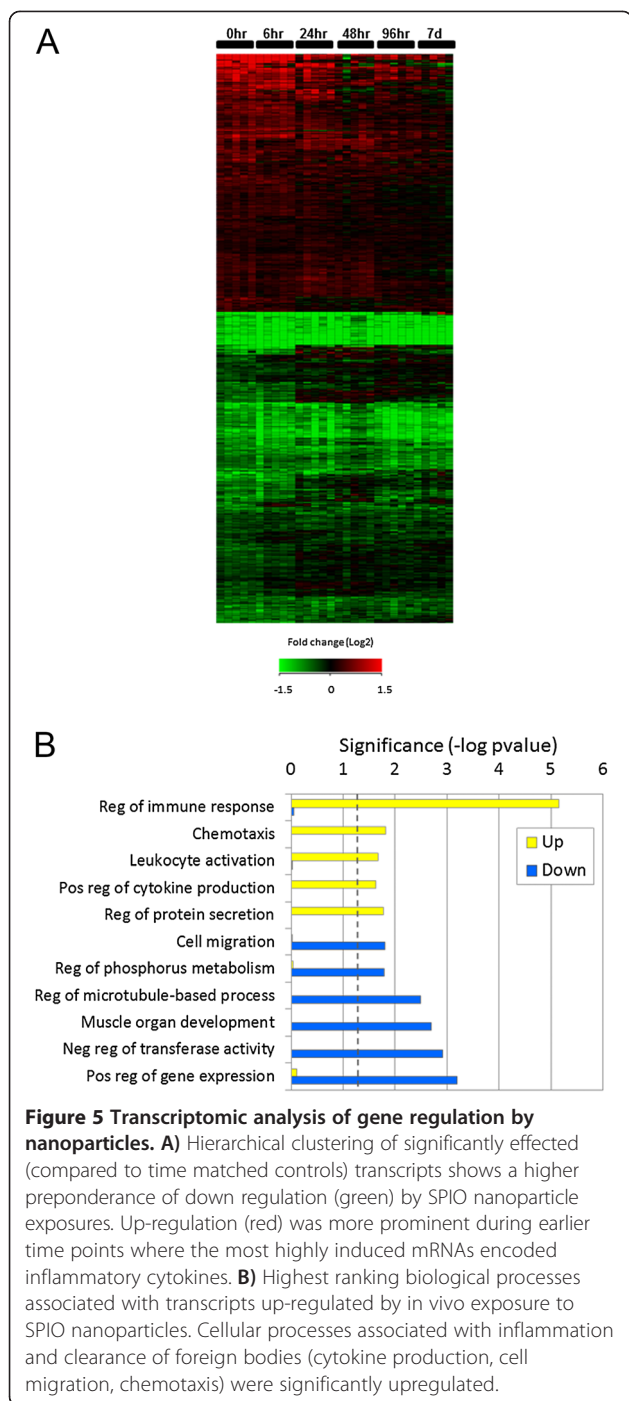 A
0hr 6hr 24hr 48hr 96hr 7d
Fold change (Log2)
-1.5 0 1.5
B
Significance (-log pvalue)
0 1 2 3 4 5 6
Reg of immune response
Chemotaxis
Leukocyte activation
Pos reg of cytokine production
Reg of protein secretion
Cell migration
Reg of phosphorus metabolism
Reg of microtubule-based process
Muscle organ development
Neg reg of transferase activity
Pos reg of gene expression
Up
Down
Figure 5 Transcriptomic analysis of gene regulation by
nanoparticles. A) Hierarchical clustering of significantly effected
(compared to time matched controls) transcripts shows a higher
preponderance of down regulation (green) by SPIO nanoparticle
exposures. Up-regulation (red) was more prominent during earlier
time points where the most highly induced mRNAs encoded
inflammatory cytokines. B) Highest ranking biological processes
associated with transcripts up-regulated by in vivo exposure to
SPIO nanoparticles. Cellular processes associated with inflammation
and clearance of foreign bodies (cytokine production, cell
migration, chemotaxis) were significantly upregulated.